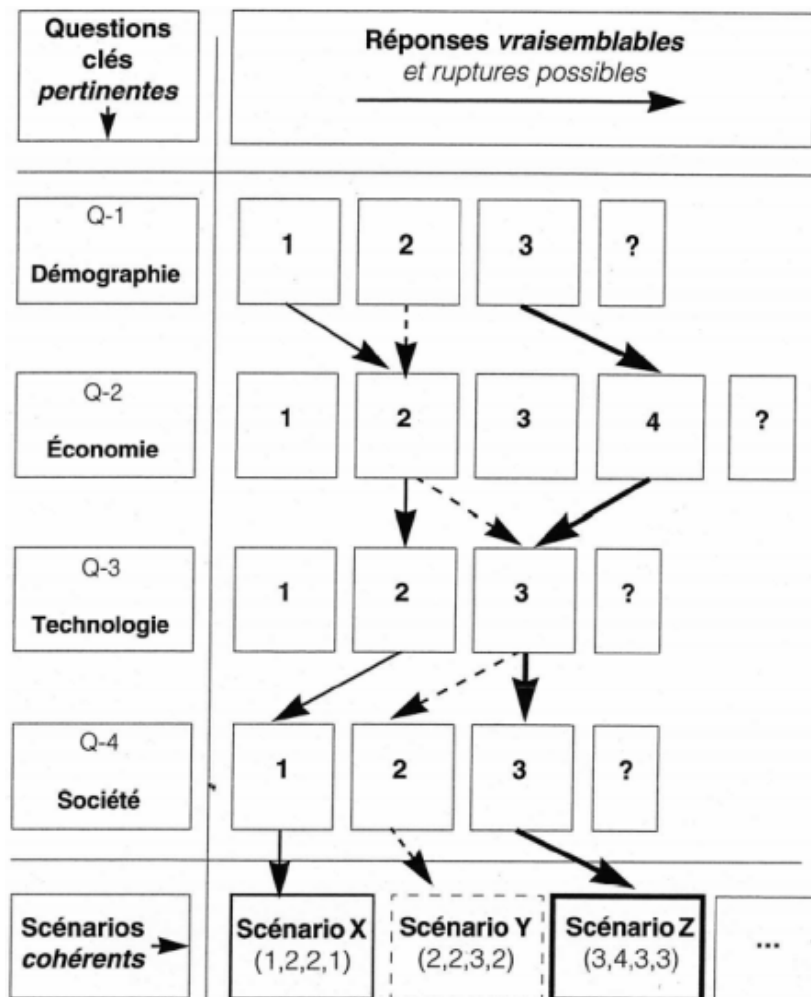 Questions
clés
pertinentes
Réponses vraisemblables
et ruptures possibles
Q-1
Démographie
1
2
3
?
Q-2
Économie
1
2
3
4
?
Q-3
Technologie
1
2
3
?
Q-4
Société
1
2
3
?
Scénarios
cohérents
Scénario X
(1,2,2,1)
Scénario Y
(2,2,3,2)
Scénario Z
(3,4,3,3)
...